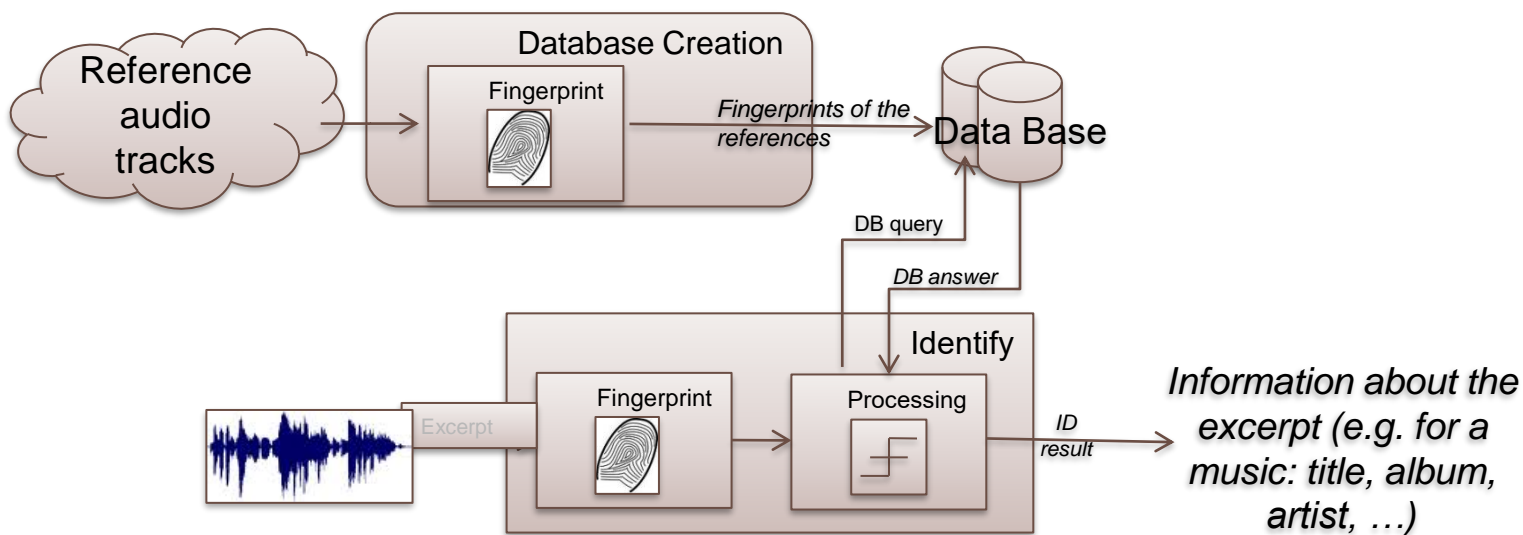 Database Creation
Reference
audio
tracks
Fingerprint
Fingerprints of the
references
Data Base
DB query
DB answer
Identify
Excerpt
Fingerprint
Processing
ID
result
Information about the
excerpt (e.g. for a
music: title, album,
artist, …)